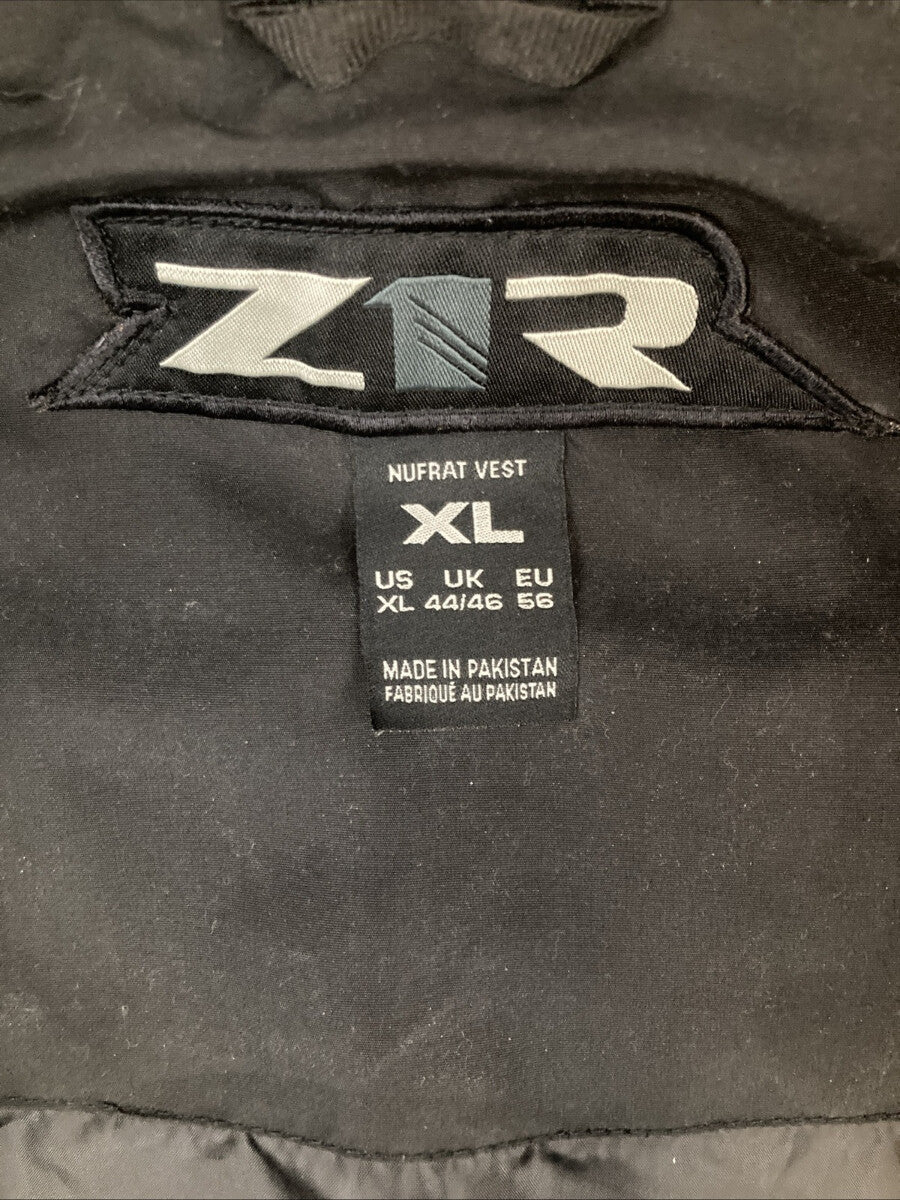 Z1R
NUFRAT VEST
XL
US UK EU
XL 44/46 56
MADE IN PAKISTAN
FABRIQUÉ AU PAKISTAN